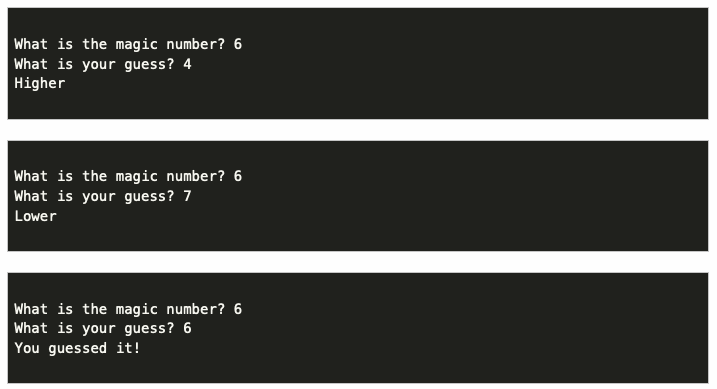 What is the magic number? 6
What is your guess? 4
Higher
What is the magic number? 6
What is your guess? 7
Lower
What is the magic number? 6
What is your guess? 6
You guessed it!